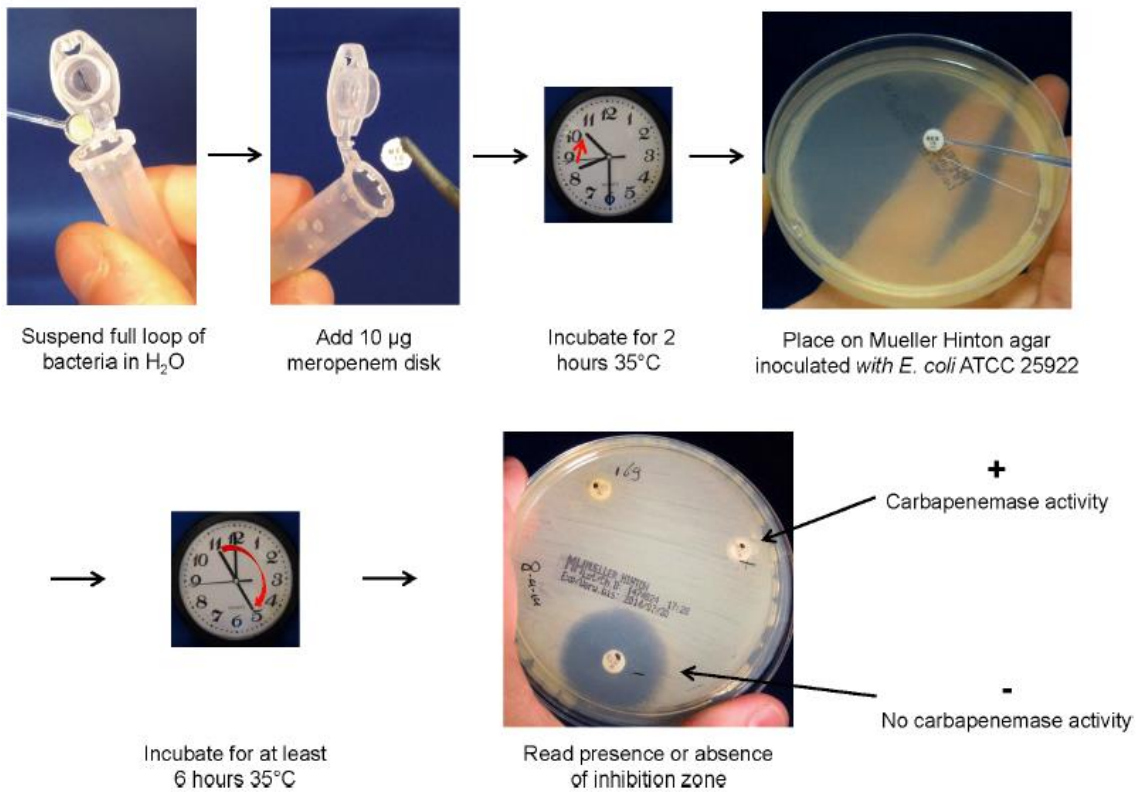 Suspend full loop of
bacteria in H₂O
Add 10 µg
meropenem disk
Incubate for 2
hours 35°C
Place on Mueller Hinton agar
inoculated with E. coli ATCC 25922
169
+
Carbapenemase activity
MUELLER HINTON
-
No carbapenemase activity
Incubate for at least
6 hours 35°C
Read presence or absence
of inhibition zone